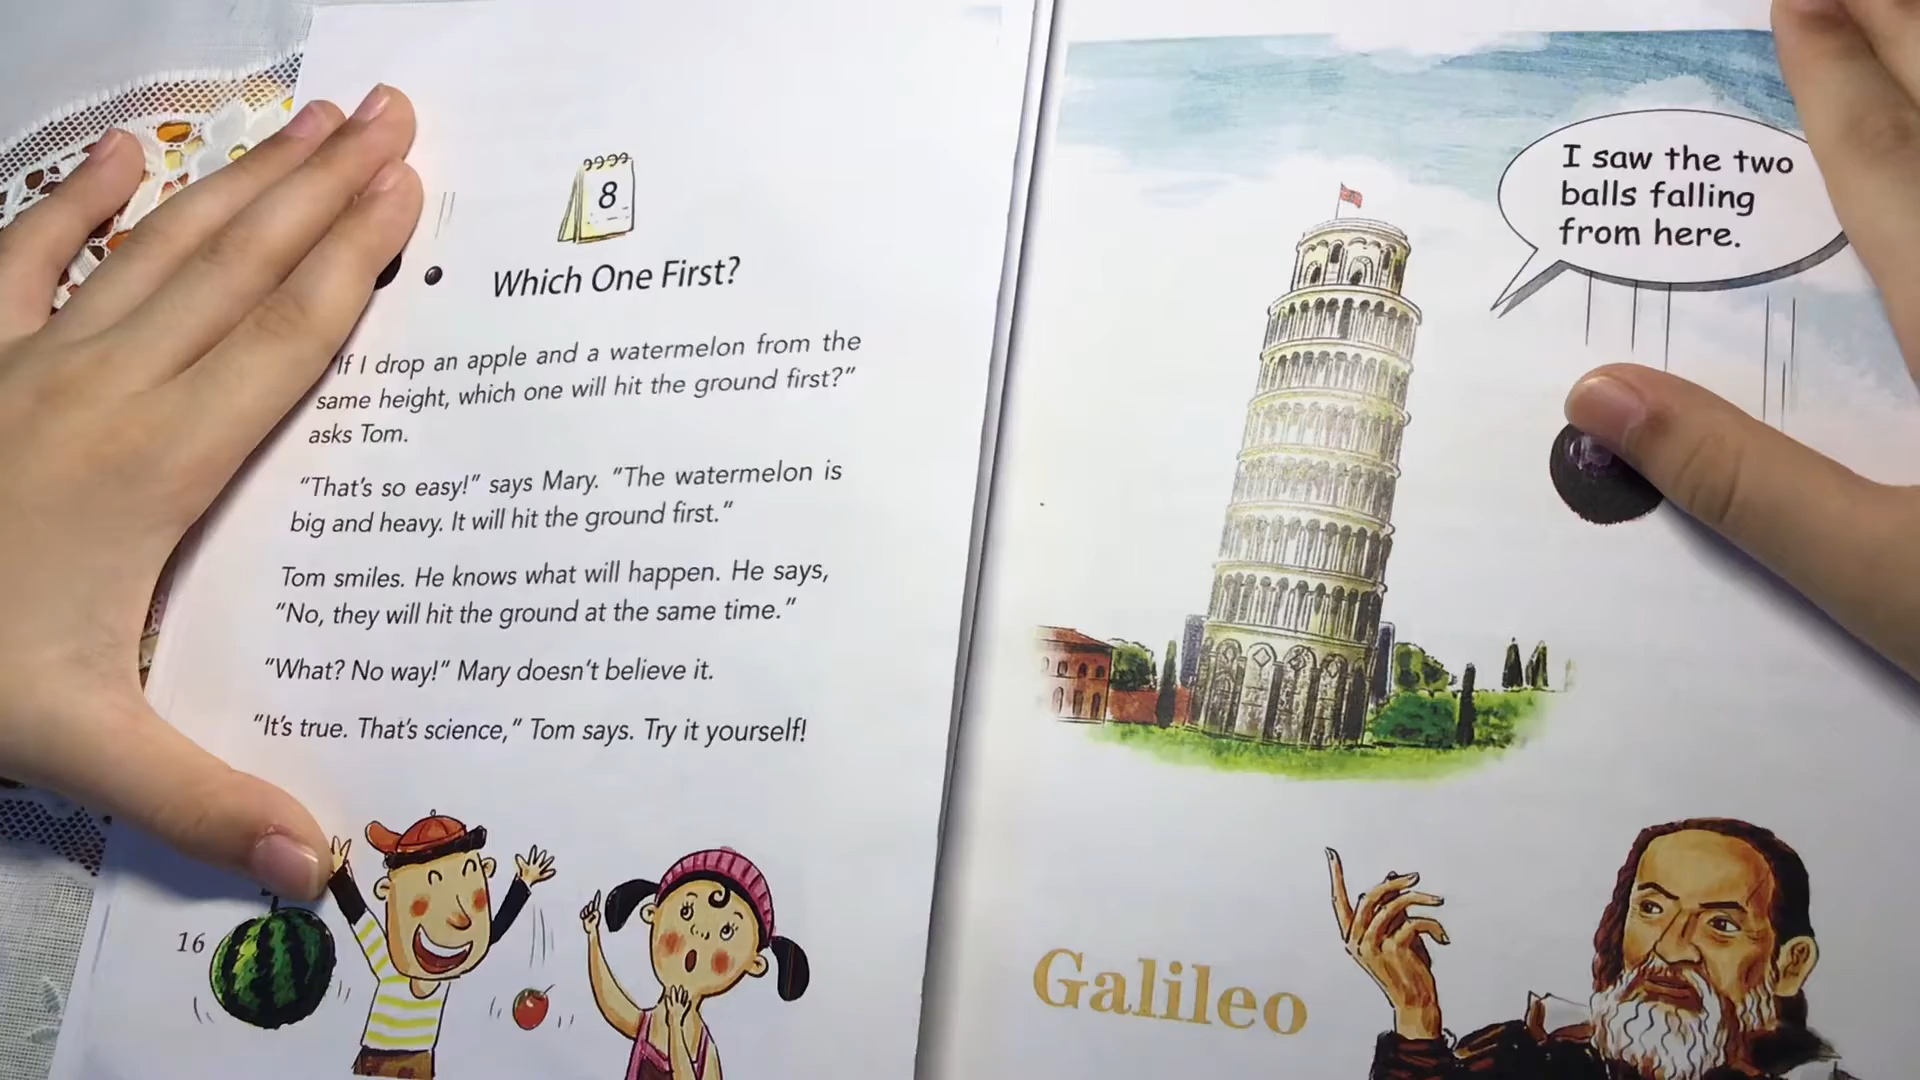 8
Which One First?
"If I drop an apple and a watermelon from the
same height, which one will hit the ground first?"
asks Tom.
"That's so easy!" says Mary. "The watermelon is
big and heavy. It will hit the ground first."
Tom smiles. He knows what will happen. He says,
"No, they will hit the ground at the same time."
"What? No way!" Mary doesn't believe it.
"It's true. That's science," Tom says. Try it yourself!
16
I saw the two
balls falling
from here.
Galileo